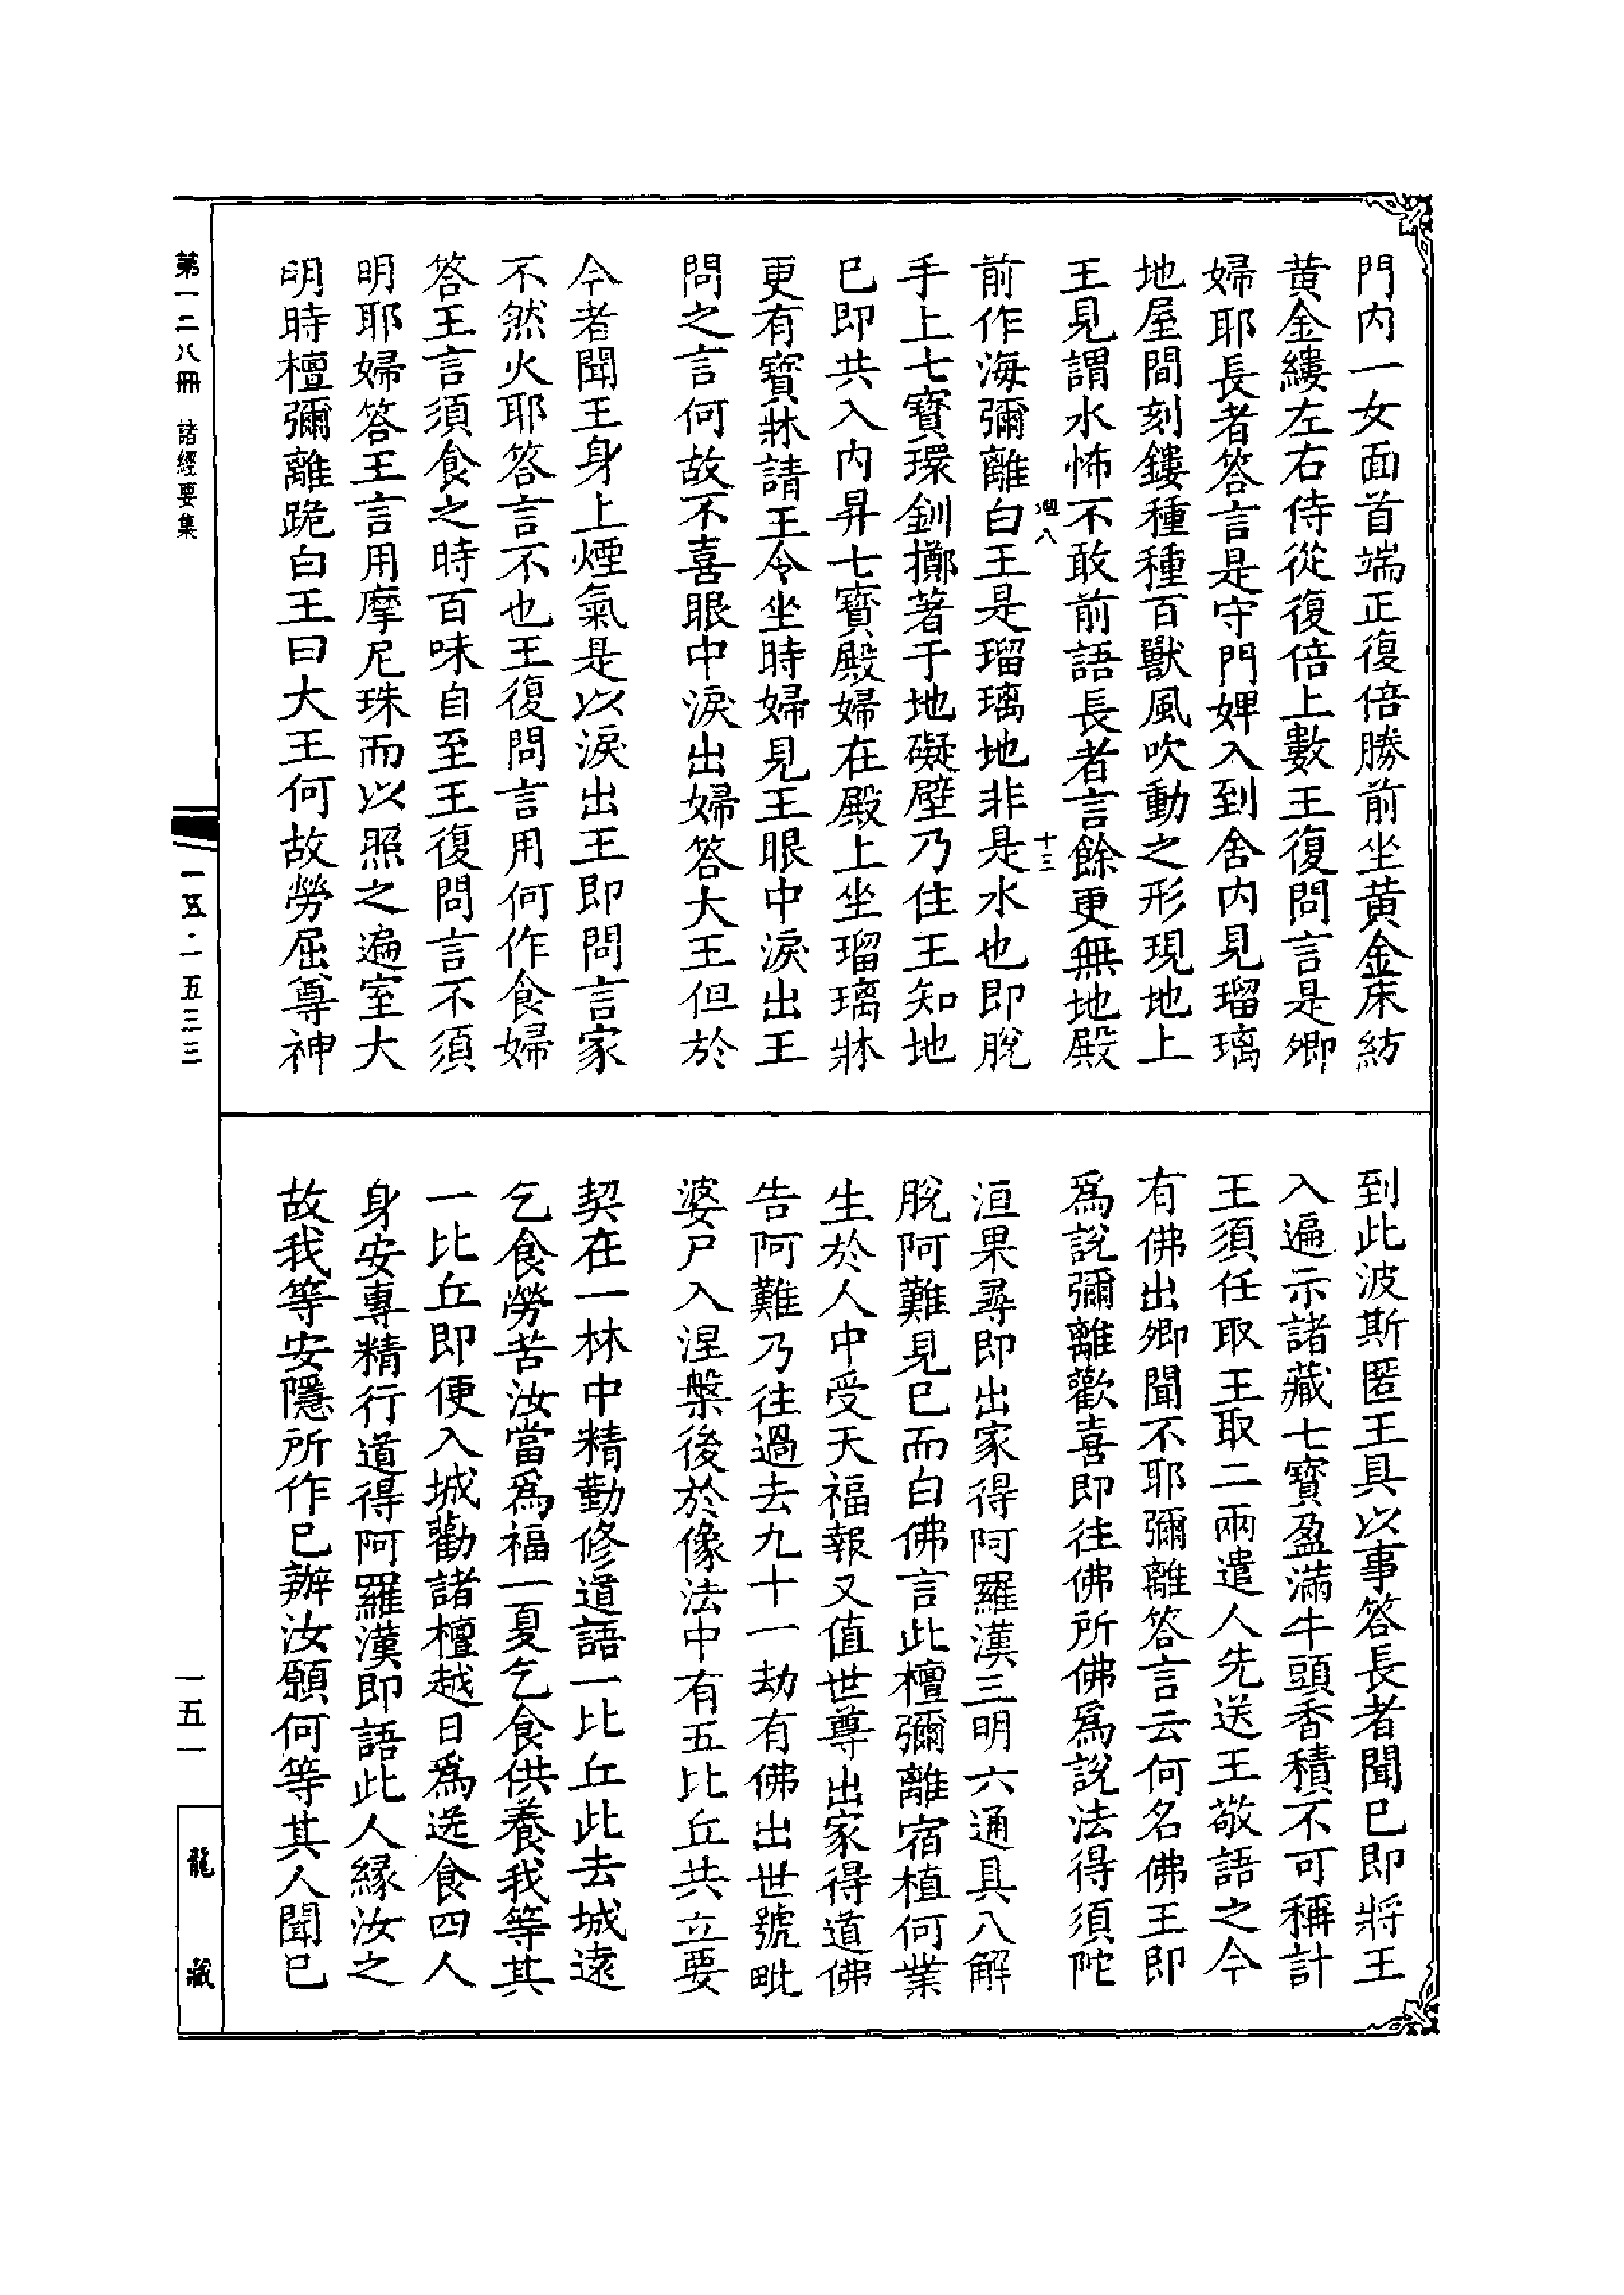 門内一女面首端正復倍勝前坐黃金床紡
黃金縷左右侍從復倍上數王復問言是卿
婦耶長者答言是守門婢入到舍内見瑠璃
地屋間刻鏤種種百獸風吹動之形現地上
王見謂水怖不敢前語長者言餘更無地殿
十三
前作海彌離白王是瑠璃地非是水也即脫
手上七寶環釧擲著于地礙壁乃住王知地
已即共入内昇七寶殿婦在殿上坐瑠璃牀
更有寶牀請王令坐時婦見王眼中淚出王
問之言何故不喜眼中淚出婦答大王但於
今者聞王身上煙氣是以淚出王即問言家
不然火耶答言不也王復問言用何作食婦
答王言須食之時百味自至王復問言不須
明耶婦答王言用摩尼珠而以照之遍室大
明時檀彌離跪白王曰大王何故勞屈尊神
到此波斯匿王具以事答長者聞已即將王
入遍示諸藏七寶盈滿牛頭香積不可稱計
王須任取王取二兩遣人先送王敬語之今
有佛出卿聞不耶彌離答言云何名佛王即
爲說彌離歡喜即往佛所佛爲說法得須陀
洹果尋即出家得阿羅漢三明六通具八解
脫阿難見已而白佛言此檀彌離宿植何業
生於人中受天福報又值世尊出家得道佛
告阿難乃往過去九十一劫有佛出世號毗
婆尸入涅槃後於像法中有五比丘共立要
契在一林中精勤修道語一比丘此去城遠
乞食勞苦汝當爲福一夏乞食供養我等其
一比丘即便入城勸諸檀越日爲送食四人
身安專精行道得阿羅漢即語此人緣汝之
故我等安隱所作已辦汝願何等其人聞已
第一二八冊 諸經要集
一五·一五三三
一五一
龍藏